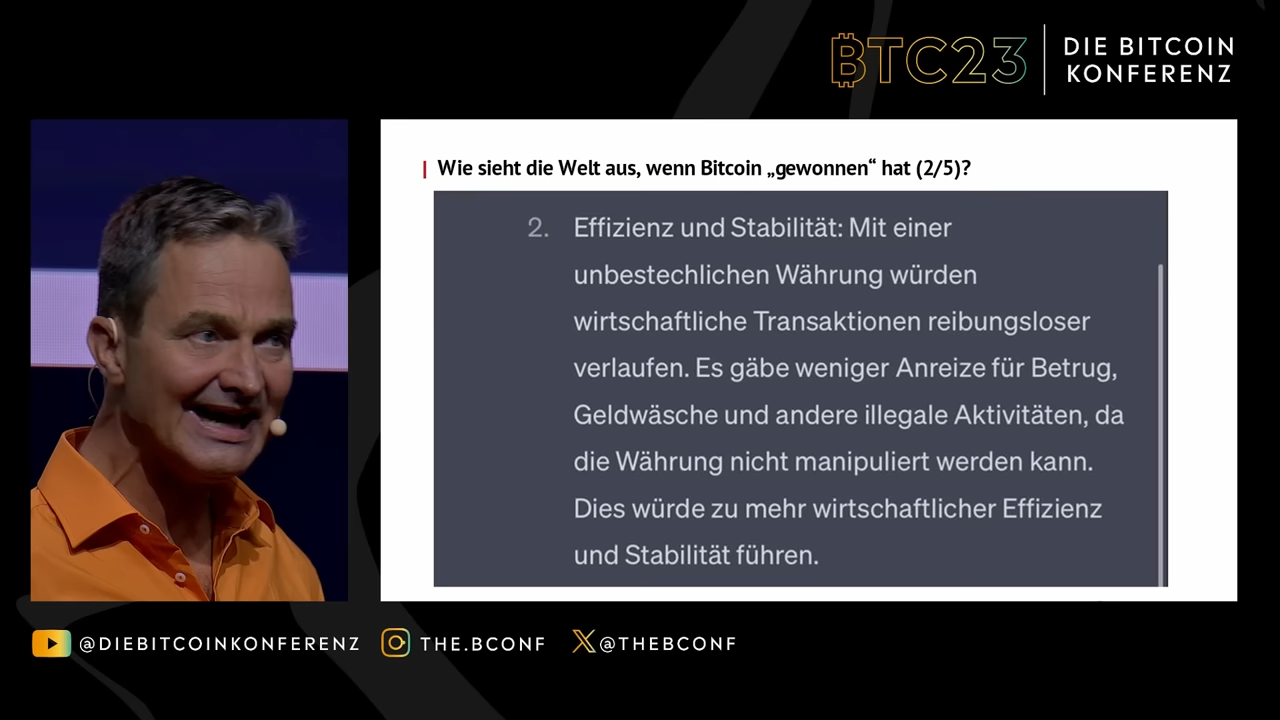 BTC23
DIE BITCOIN
KONFERENZ
Wie sieht die Welt aus, wenn Bitcoin „gewonnen“ hat (2/5)?
2. Effizienz und Stabilität: Mit einer
unbestechlichen Währung würden
wirtschaftliche Transaktionen reibungsloser
verlaufen. Es gäbe weniger Anreize für Betrug,
Geldwäsche und andere illegale Aktivitäten, da
die Währung nicht manipuliert werden kann.
Dies würde zu mehr wirtschaftlicher Effizienz
und Stabilität führen.
@DIEBITCOINKONFERENZ THE.BCONF @THEBCONF